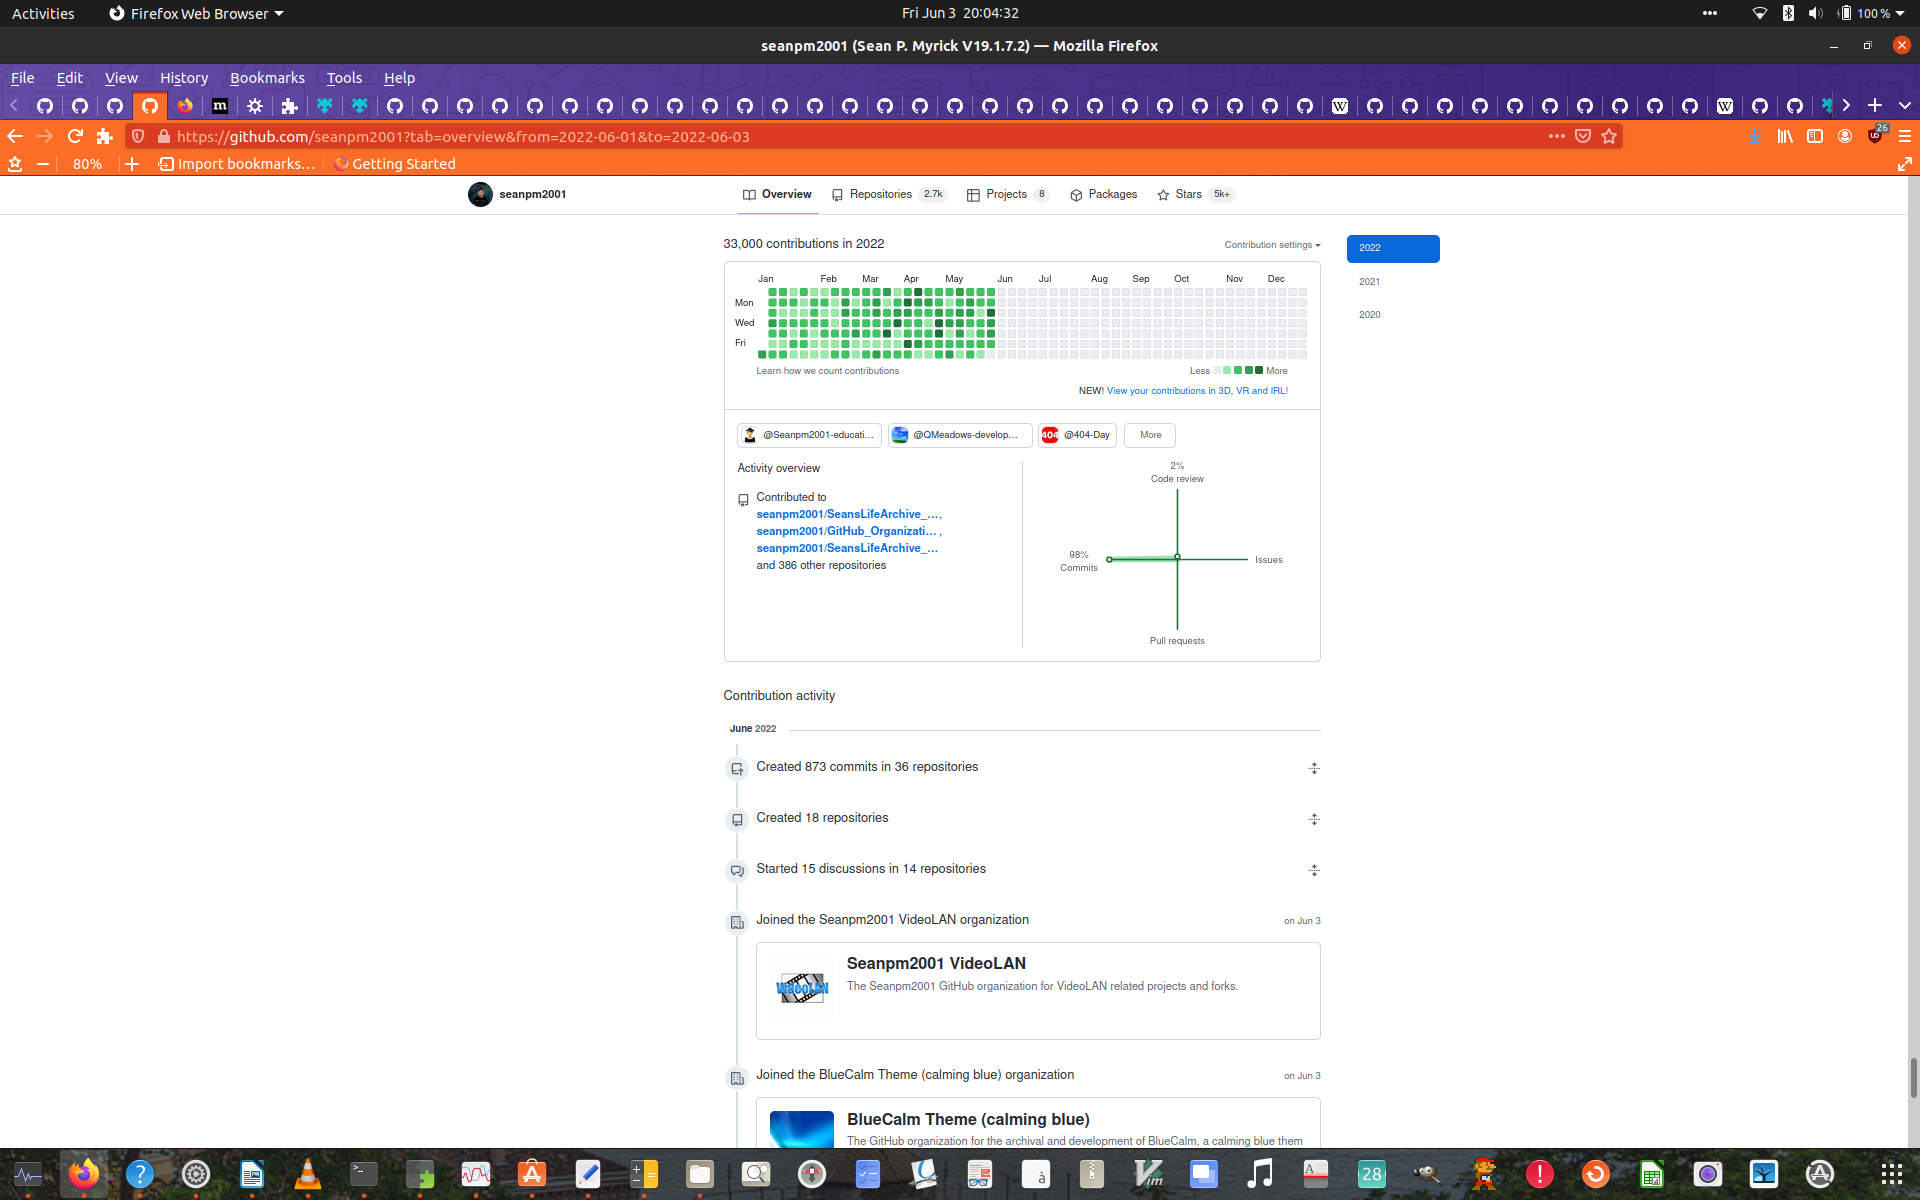 Activities
Firefox Web Browser
Fri Jun 3 20:04:32
100 %
seanpm2001 (Sean P. Myrick V19.1.7.2) — Mozilla Firefox
File Edit View History Bookmarks Tools Help
https://github.com/seanpm2001?tab=overview&from=2022-06-01&to=2022-06-03
26
80%
Import bookmarks…
Getting Started
seanpm2001
Overview
Repositories 2.7k
Projects 8
Packages
Stars 5k+
33,000 contributions in 2022
Contribution settings
2022
2021
2020
Jan Feb Mar Apr May Jun Jul Aug Sep Oct Nov Dec
Mon
Wed
Fri
Learn how we count contributions
Less More
NEW! View your contributions in 3D, VR and IRL!
@Seanpm2001-educati...
@QMeadows-develop...
404 @404-Day
More
Activity overview
Contributed to
seanpm2001/SeansLifeArchive_...,
seanpm2001/GitHub_Organizati... ,
seanpm2001/SeansLifeArchive_...
and 386 other repositories
2%
Code review
98%
Commits
Issues
Pull requests
Contribution activity
June 2022
Created 873 commits in 36 repositories
Created 18 repositories
Started 15 discussions in 14 repositories
Joined the Seanpm2001 VideoLAN organization
on Jun 3
VideoLAN
Seanpm2001 VideoLAN
The Seanpm2001 GitHub organization for VideoLAN related projects and forks.
Joined the BlueCalm Theme (calming blue) organization
on Jun 3
BlueCalm Theme (calming blue)
The GitHub organization for the archival and development of BlueCalm, a calming blue them
28